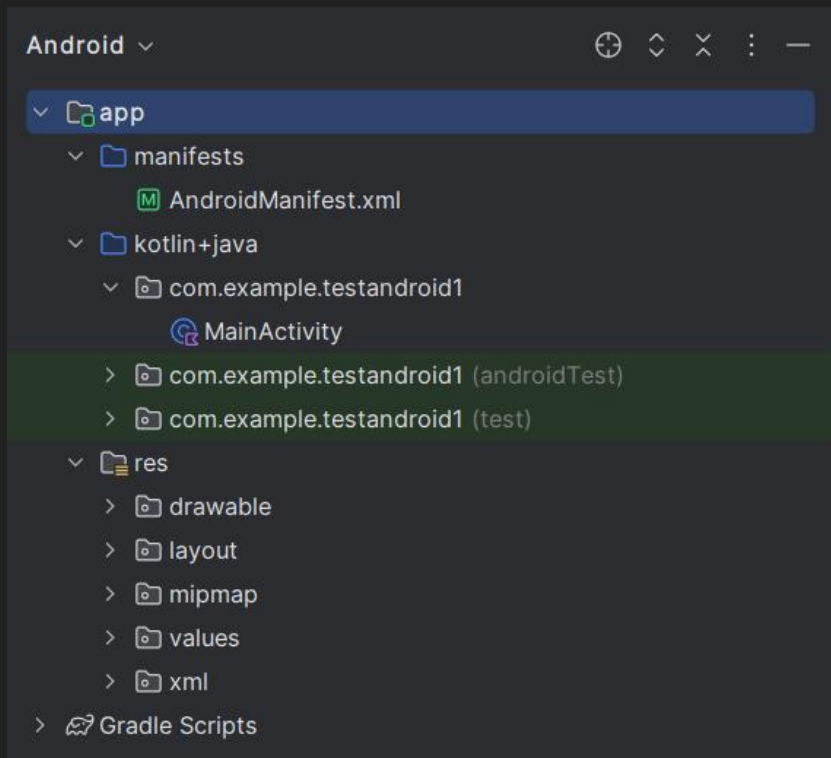 Android
app
manifests
AndroidManifest.xml
kotlin+java
com.example.testandroid1
MainActivity
com.example.testandroid1 (androidTest)
com.example.testandroid1 (test)
res
drawable
layout
mipmap
values
xml
Gradle Scripts